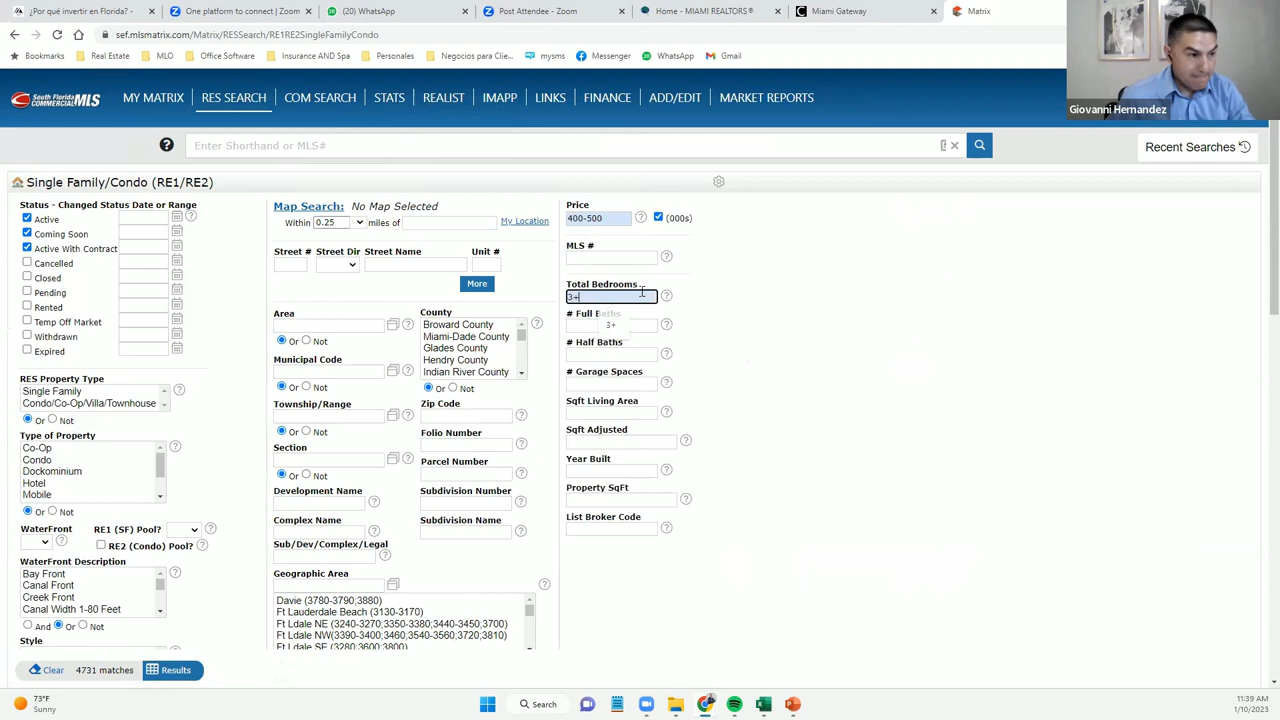 ¿Por qué invertir en Florida? -
One platform to connect | Zoom
(20) WhatsApp
Post Attendee - Zoom
Home - MIAMI REALTORS®
Miami Gateway
Matrix
sef.mlsmatrix.com/Matrix/RESSearch/RE1RE2SingleFamilyCondo
Bookmarks
MLO
Office Software
Insurance AND Spa
Personales
Negocios para Clie...
mysms
Messenger
WhatsApp
Gmail
Giovanni Hernandez
South Florida
COMMERCIAL MLS
MY MATRIX
RES SEARCH
COM SEARCH
STATS
REALIST
IMAPP
LINKS
FINANCE
ADD/EDIT
MARKET REPORTS
Enter Shorthand or MLS#
Recent Searches
Single Family/Condo (RE1/RE2)
Status - Changed Status Date or Range
Active
Coming Soon
Active With Contract
Cancelled
Closed
Pending
Rented
Temp Off Market
Withdrawn
Expired
RES Property Type
Single Family
Condo/Co-Op/Villa/Townhouse
Or Not
Type of Property
Co-Op
Condo
Dockominium
Hotel
Mobile
Or Not
WaterFront
RE1 (SF) Pool?
RE2 (Condo) Pool?
WaterFront Description
Bay Front
Canal Front
Creek Front
Canal Width 1-80 Feet
And Or Not
Style
Map Search: No Map Selected
Within 0.25 miles of My Location
Street # Street Dir Street Name Unit #
More
Area
Or Not
Municipal Code
Or Not
Township/Range
Or Not
Section
Or Not
Development Name
Complex Name
Sub/Dev/Complex/Legal
Geographic Area
Davie (3780-3790;3880)
Ft Lauderdale Beach (3130-3170)
Ft Ldale NE (3240-3270;3350-3380;3440-3450;3700)
Ft Ldale NW(3390-3400;3460;3540-3560;3720;3810)
Ft Ldale SE (3280;3600;3800)
County
Broward County
Miami-Dade County
Glades County
Hendry County
Indian River County
Or Not
Zip Code
Folio Number
Parcel Number
Subdivision Number
Subdivision Name
Price
400-500 (000s)
MLS #
Total Bedrooms
3+
# Full Baths
3+
# Half Baths
# Garage Spaces
Sqft Living Area
Sqft Adjusted
Year Built
Property SqFt
List Broker Code
Clear 4731 matches Results
73°F
Sunny
Search
11:39 AM
1/10/2023